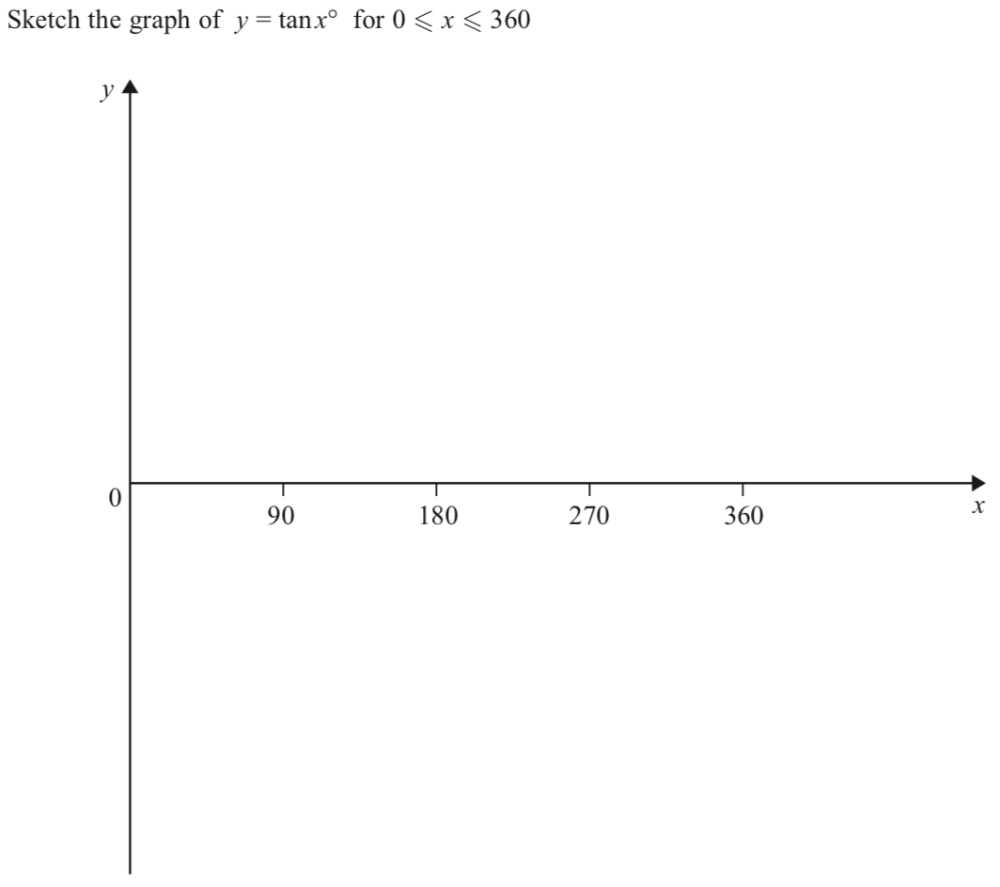 Sketch the graph of y = tan x° for 0 ⩽ x ⩽ 360
y
0
90 180 270 360
x